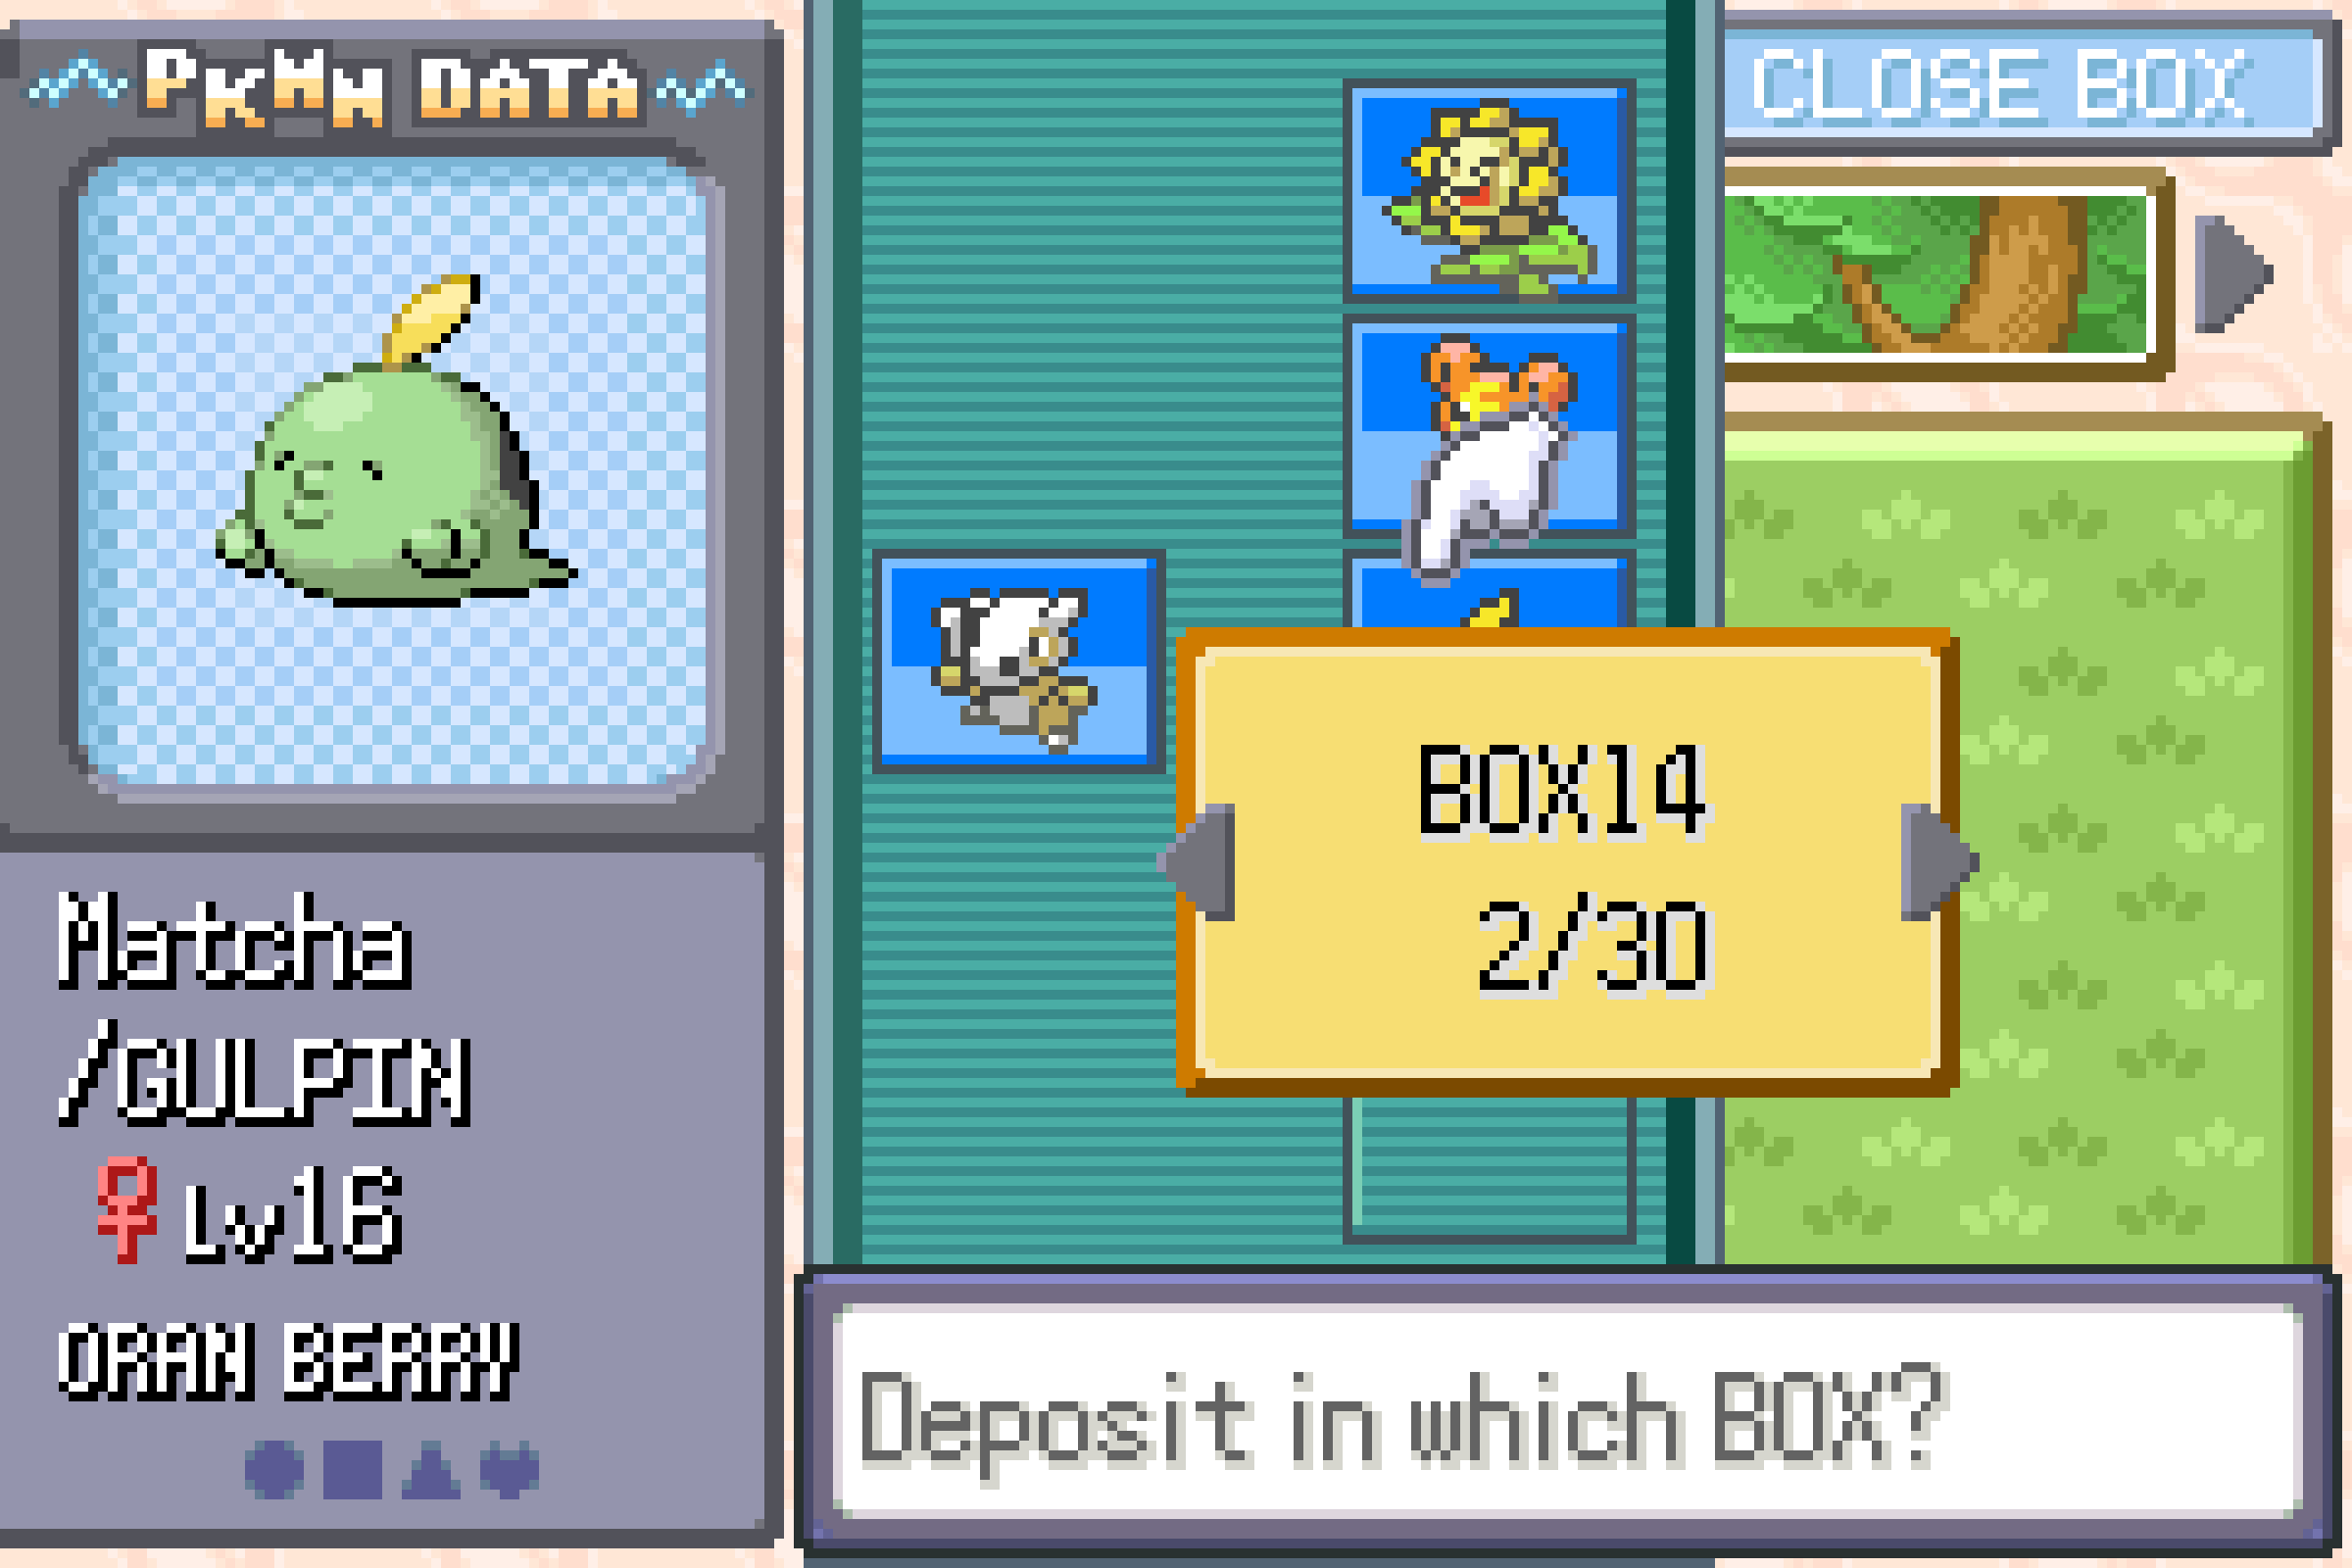 PKMN DATA
Matcha
/GULPIN
♀ Lv16
ORAN BERRY
CLOSE BOX
BOX14
2/30
Deposit in which BOX?